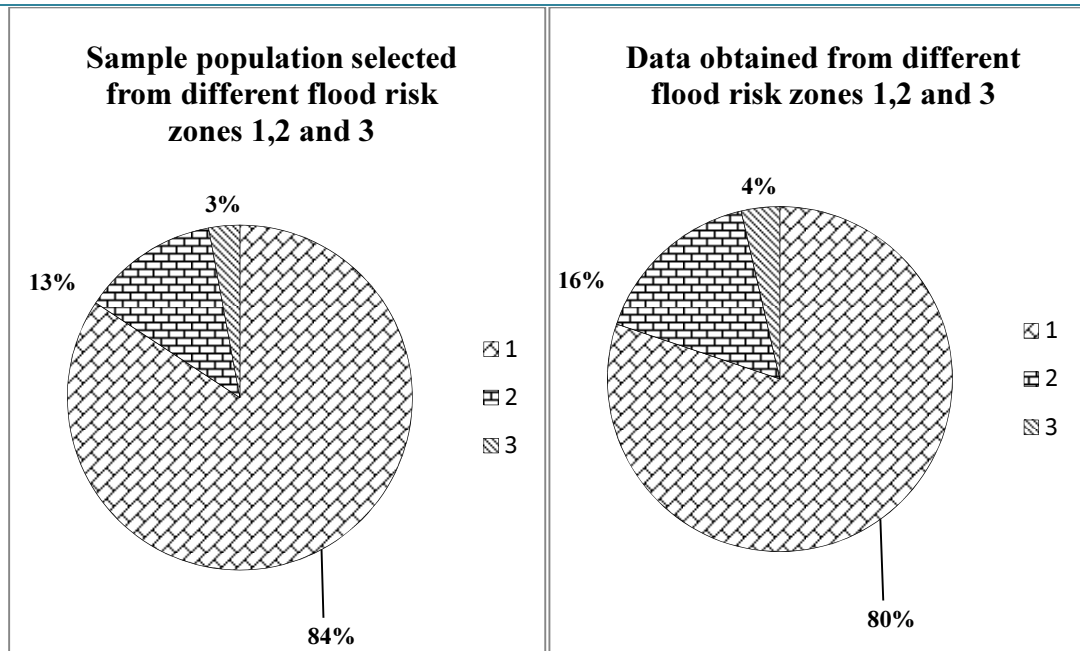 Sample population selected
from different flood risk
zones 1,2 and 3
3%
13%
84%
1
2
3
Data obtained from different
flood risk zones 1,2 and 3
4%
16%
80%
1
2
3